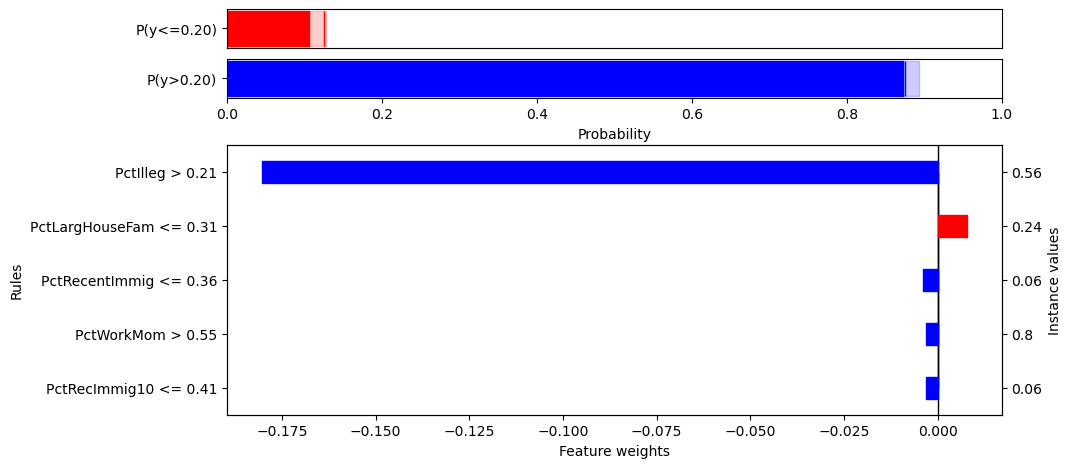 P(y<=0.20)
P(y>0.20)
0.0 0.2 0.4 0.6 0.8 1.0
Probability
PctIlleg > 0.21 0.56
PctLargHouseFam <= 0.31 0.24
PctRecentImmig <= 0.36 0.06
PctWorkMom > 0.55 0.8
PctRecImmig10 <= 0.41 0.06
Rules
Instance values
−0.175 −0.150 −0.125 −0.100 −0.075 −0.050 −0.025 0.000
Feature weights